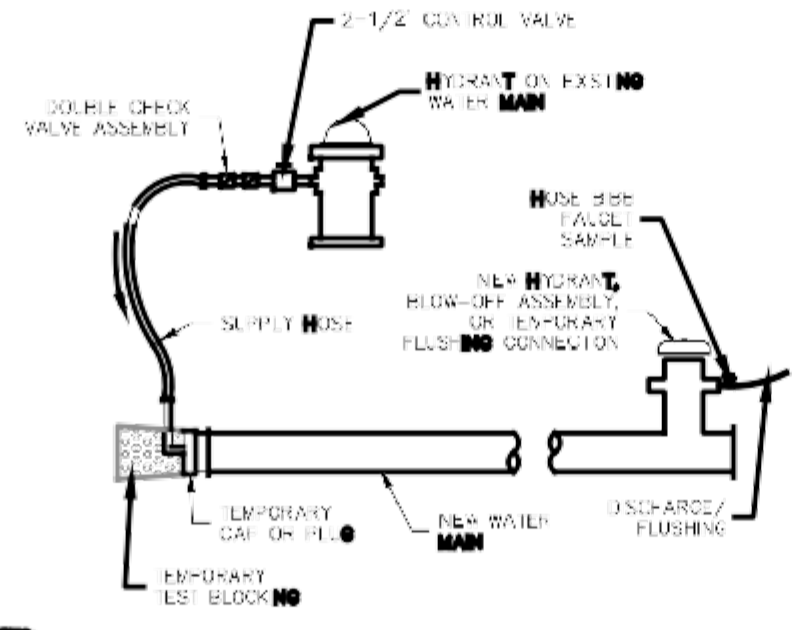 2-1/2" CONTROL VALVE
HYDRANT ON EXISTING
WATER MAIN
DOUBLE CHECK
VALVE ASSEMBLY
HOSE BIBB
FAUCET
SAMPLE
NEW HYDRANT,
BLOW-OFF ASSEMBLY,
OR TEMPORARY
FLUSHING CONNECTION
SUPPLY HOSE
TEMPORARY
CAP OR PLUG
NEW WATER
MAIN
DISCHARGE/
FLUSHING
TEMPORARY
TEST BLOCKING